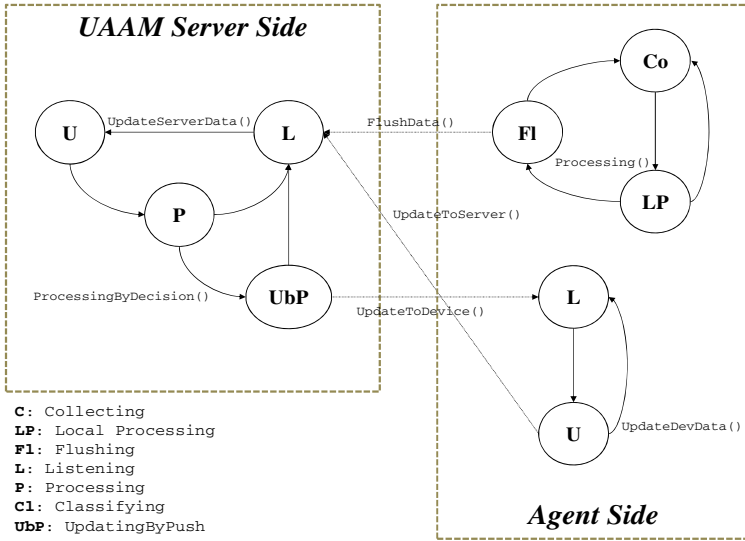 UAAM Server Side
U
UpdateServerData()
L
P
ProcessingByDecision()
UbP
FlushData()
UpdateToServer()
UpdateToDevice()
Co
Fl
Processing()
LP
L
U
UpdateDevData()
Agent Side
C: Collecting
LP: Local Processing
Fl: Flushing
L: Listening
P: Processing
Cl: Classifying
UbP: UpdatingByPush